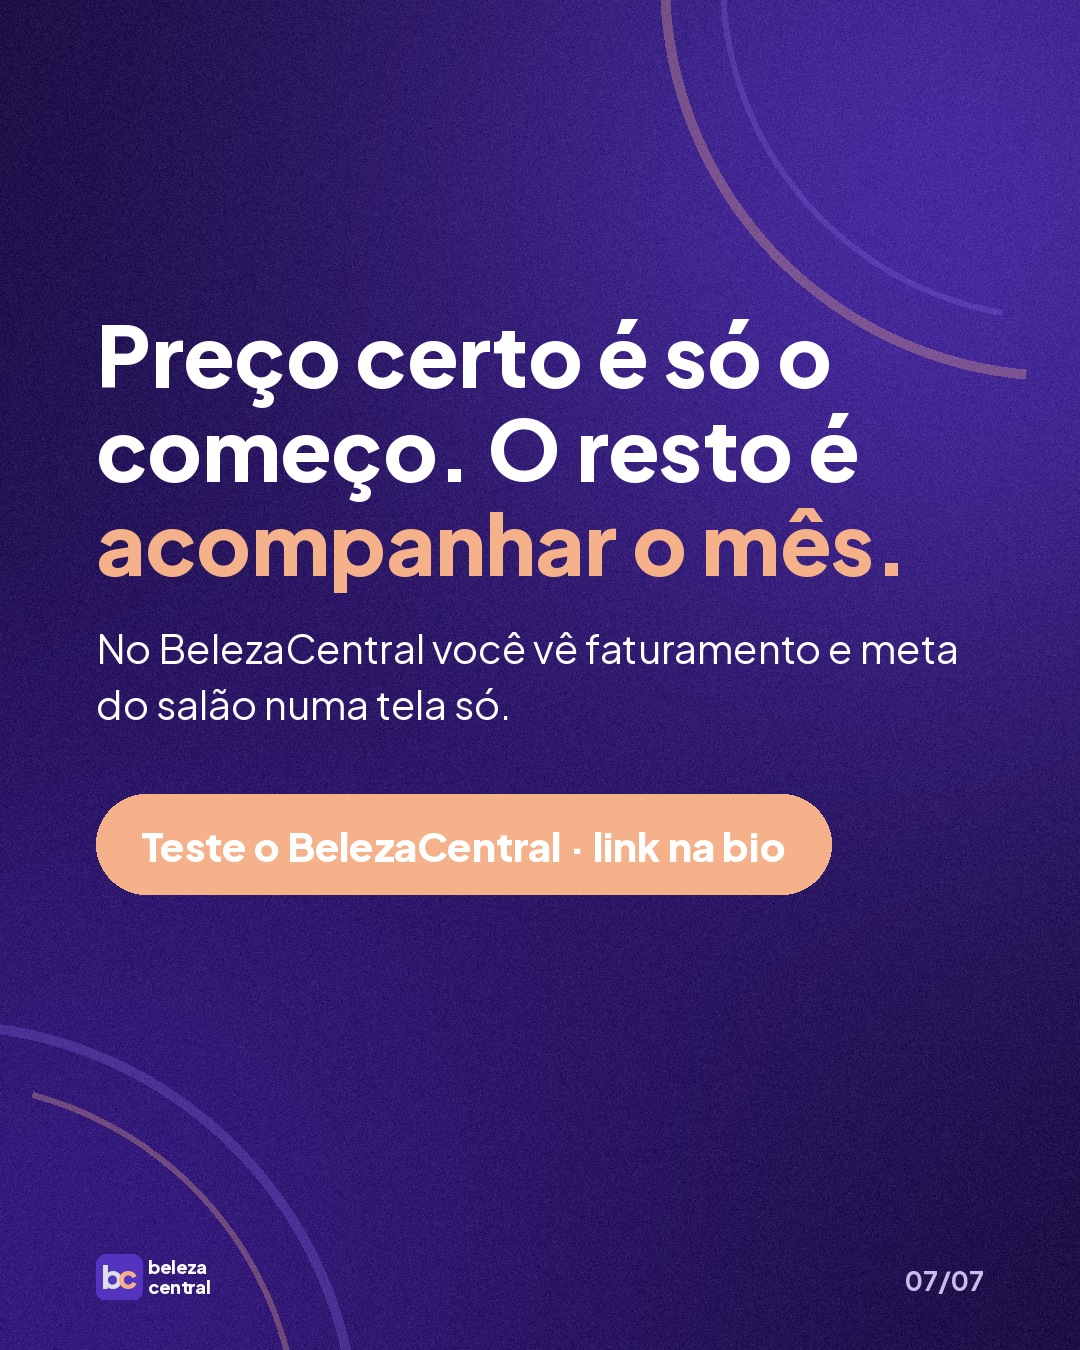 Preço certo é só o
começo. O resto é
acompanhar o mês.
No BelezaCentral você vê faturamento e meta
do salão numa tela só.
Teste o BelezaCentral · link na bio
bc
beleza
central
07/07